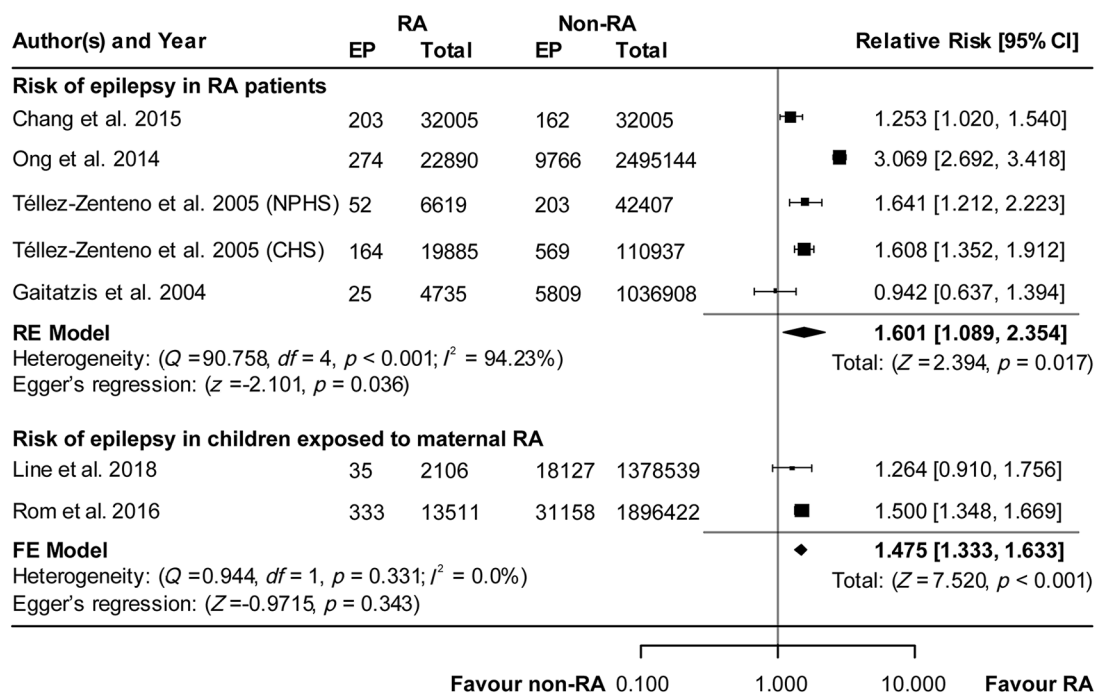 RA Non-RA
Author(s) and Year EP Total EP Total Relative Risk [95% CI]
Risk of epilepsy in RA patients
Chang et al. 2015 203 32005 162 32005 1.253 [1.020, 1.540]
Ong et al. 2014 274 22890 9766 2495144 3.069 [2.692, 3.418]
Téllez-Zenteno et al. 2005 (NPHS) 52 6619 203 42407 1.641 [1.212, 2.223]
Téllez-Zenteno et al. 2005 (CHS) 164 19885 569 110937 1.608 [1.352, 1.912]
Gaitatzis et al. 2004 25 4735 5809 1036908 0.942 [0.637, 1.394]
RE Model 1.601 [1.089, 2.354]
Heterogeneity: (Q =90.758, df = 4, p < 0.001; I² = 94.23%) Total: (Z =2.394, p = 0.017)
Egger's regression: (z =-2.101, p = 0.036)
Risk of epilepsy in children exposed to maternal RA
Line et al. 2018 35 2106 18127 1378539 1.264 [0.910, 1.756]
Rom et al. 2016 333 13511 31158 1896422 1.500 [1.348, 1.669]
FE Model 1.475 [1.333, 1.633]
Heterogeneity: (Q =0.944, df = 1, p = 0.331; I² = 0.0%) Total: (Z =7.520, p < 0.001)
Egger's regression: (Z=-0.9715, p = 0.343)
Favour non-RA 0.100 1.000 10.000 Favour RA